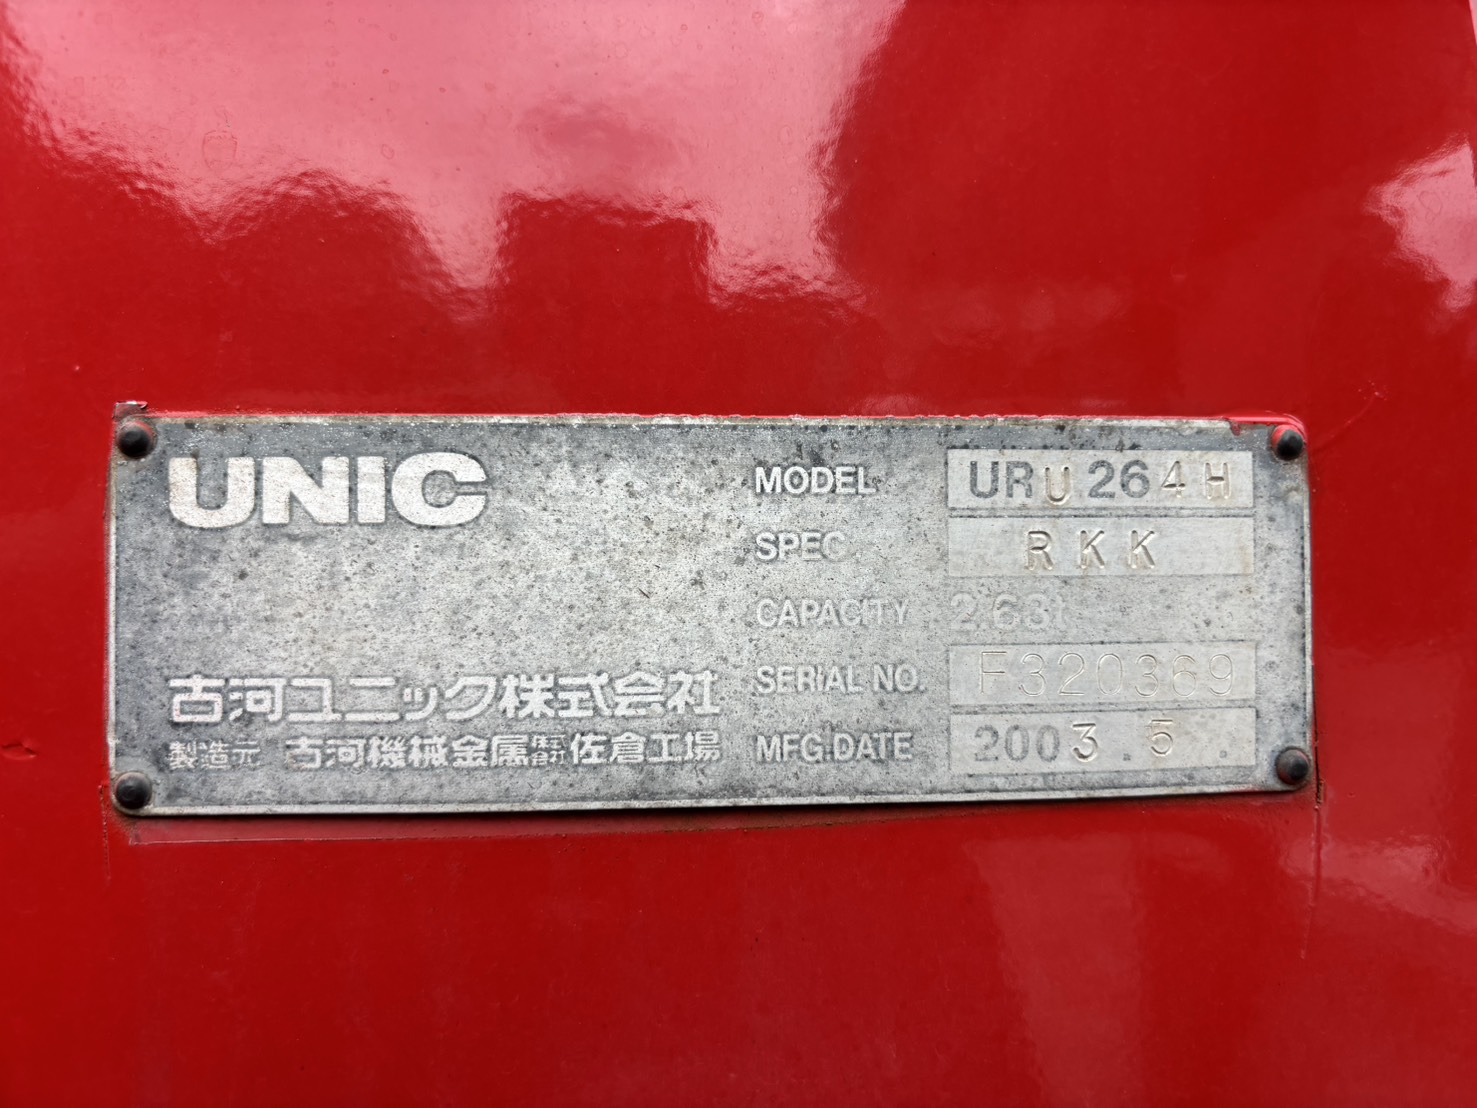 UNIC
古河ユニック株式会社
製造元 古河機械金属株式会社佐倉工場
MODEL URU264H
SPEC RKK
CAPACITY 2.63t
SERIAL NO. F320369
MFG.DATE 2003.5.